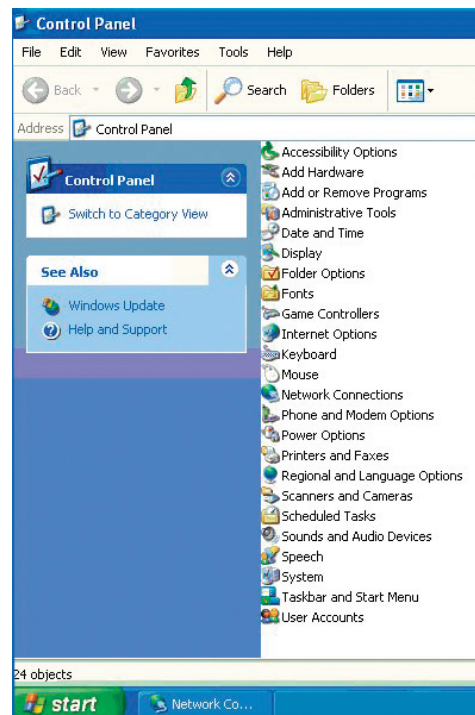 Control Panel
File Edit View Favorites Tools Help
Back Search Folders
Address Control Panel
Control Panel
Switch to Category View
See Also
Windows Update
Help and Support
Accessibility Options
Add Hardware
Add or Remove Programs
Administrative Tools
Date and Time
Display
Folder Options
Fonts
Game Controllers
Internet Options
Keyboard
Mouse
Network Connections
Phone and Modem Options
Power Options
Printers and Faxes
Regional and Language Options
Scanners and Cameras
Scheduled Tasks
Sounds and Audio Devices
Speech
System
Taskbar and Start Menu
User Accounts
24 objects
start Network Co...